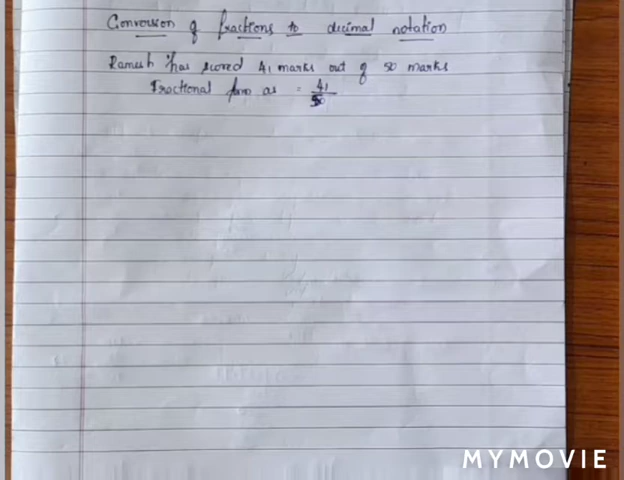 Conversion of fractions to decimal notation
Ramesh has scored 41 marks out of 50 marks
Fractional form as = 41/50
MYMOVIE